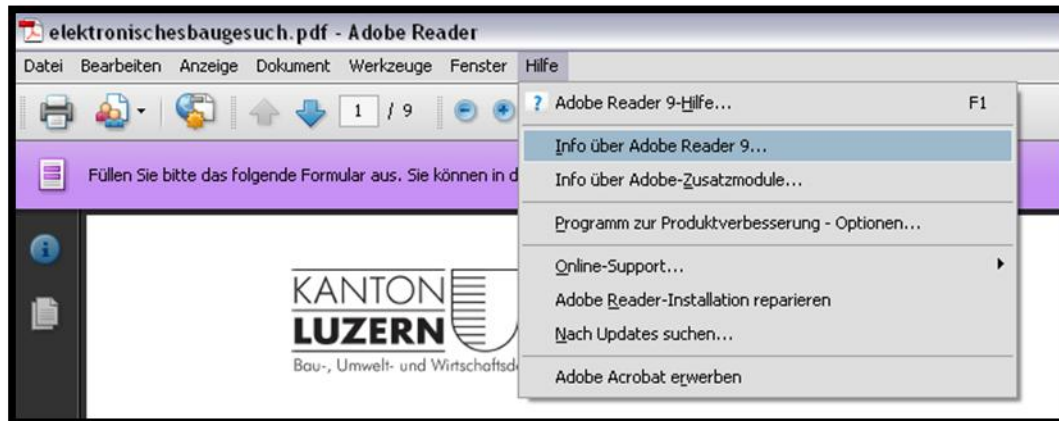 elektronischesbaugesuch.pdf - Adobe Reader
Datei Bearbeiten Anzeige Dokument Werkzeuge Fenster Hilfe
1 / 9
Füllen Sie bitte das folgende Formular aus. Sie können in d
? Adobe Reader 9-Hilfe... F1
Info über Adobe Reader 9...
Info über Adobe-Zusatzmodule...
Programm zur Produktverbesserung - Optionen...
Online-Support...
Adobe Reader-Installation reparieren
Nach Updates suchen...
Adobe Acrobat erwerben
KANTON
LUZERN
Bau-, Umwelt- und Wirtschaftsd